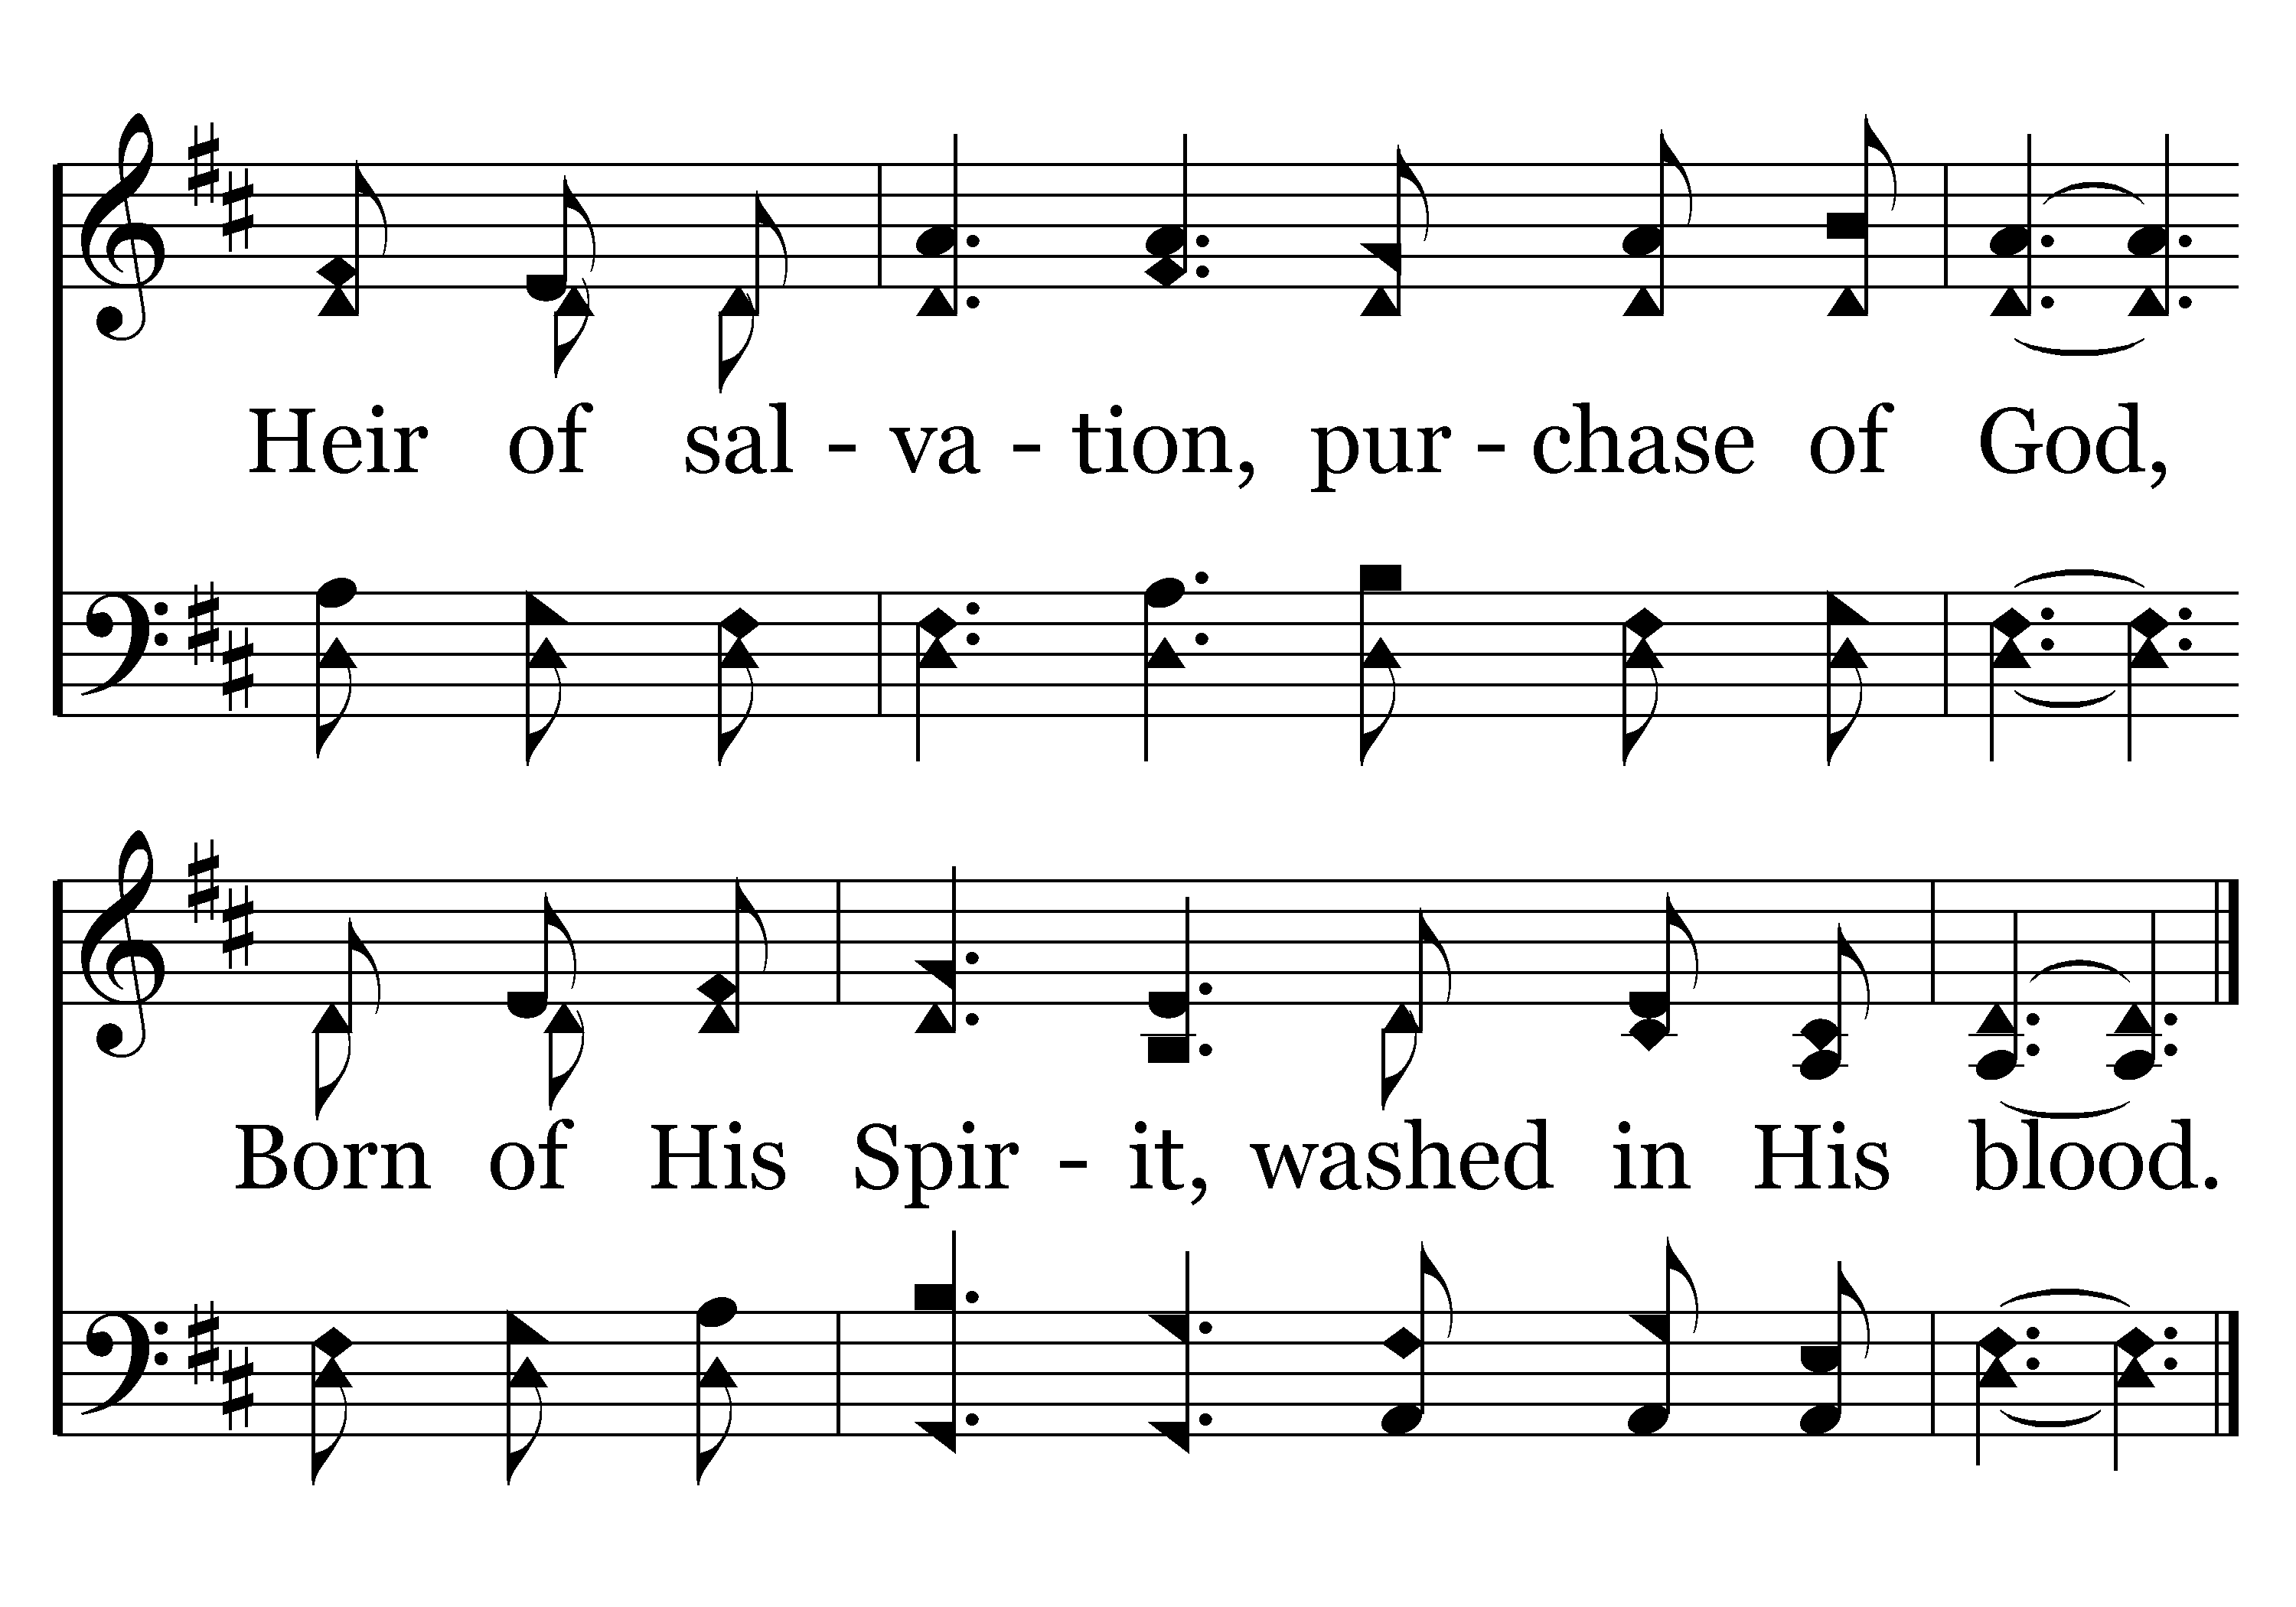 Heir of sal - va - tion, pur - chase of God,
Born of His Spir - it, washed in His blood.